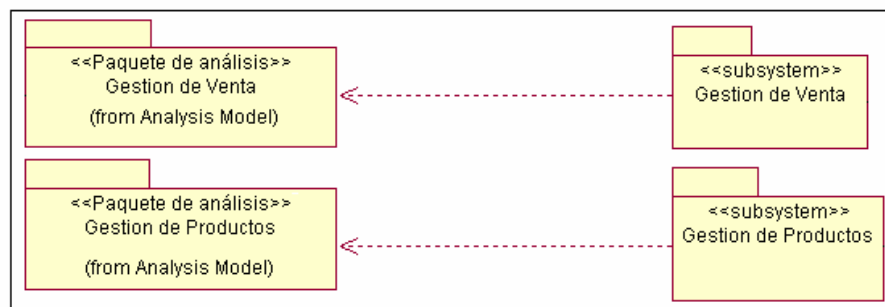 <<Paquete de análisis>>
Gestion de Venta
(from Analysis Model)
<<subsystem>>
Gestion de Venta
<<Paquete de análisis>>
Gestion de Productos
(from Analysis Model)
<<subsystem>>
Gestion de Productos